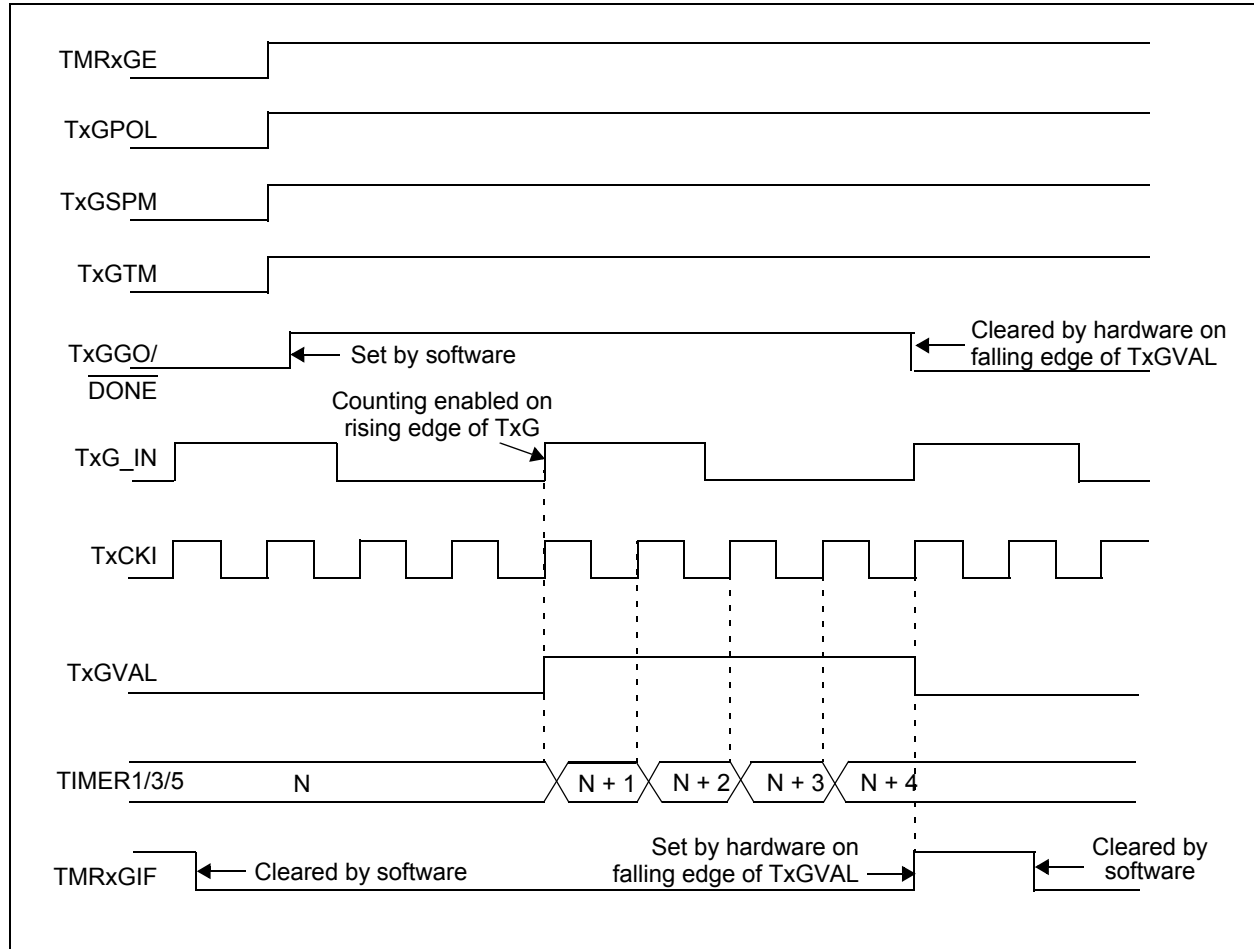 TMRxGE
TxGPOL
TxGSPM
TxGTM
TxGGO/
DONE
Set by software
Cleared by hardware on
falling edge of TxGVAL
Counting enabled on
rising edge of TxG
TxG_IN
TxCKI
TxGVAL
TIMER1/3/5
N
N + 1
N + 2
N + 3
N + 4
TMRxGIF
Cleared by software
Set by hardware on
falling edge of TxGVAL
Cleared by
software